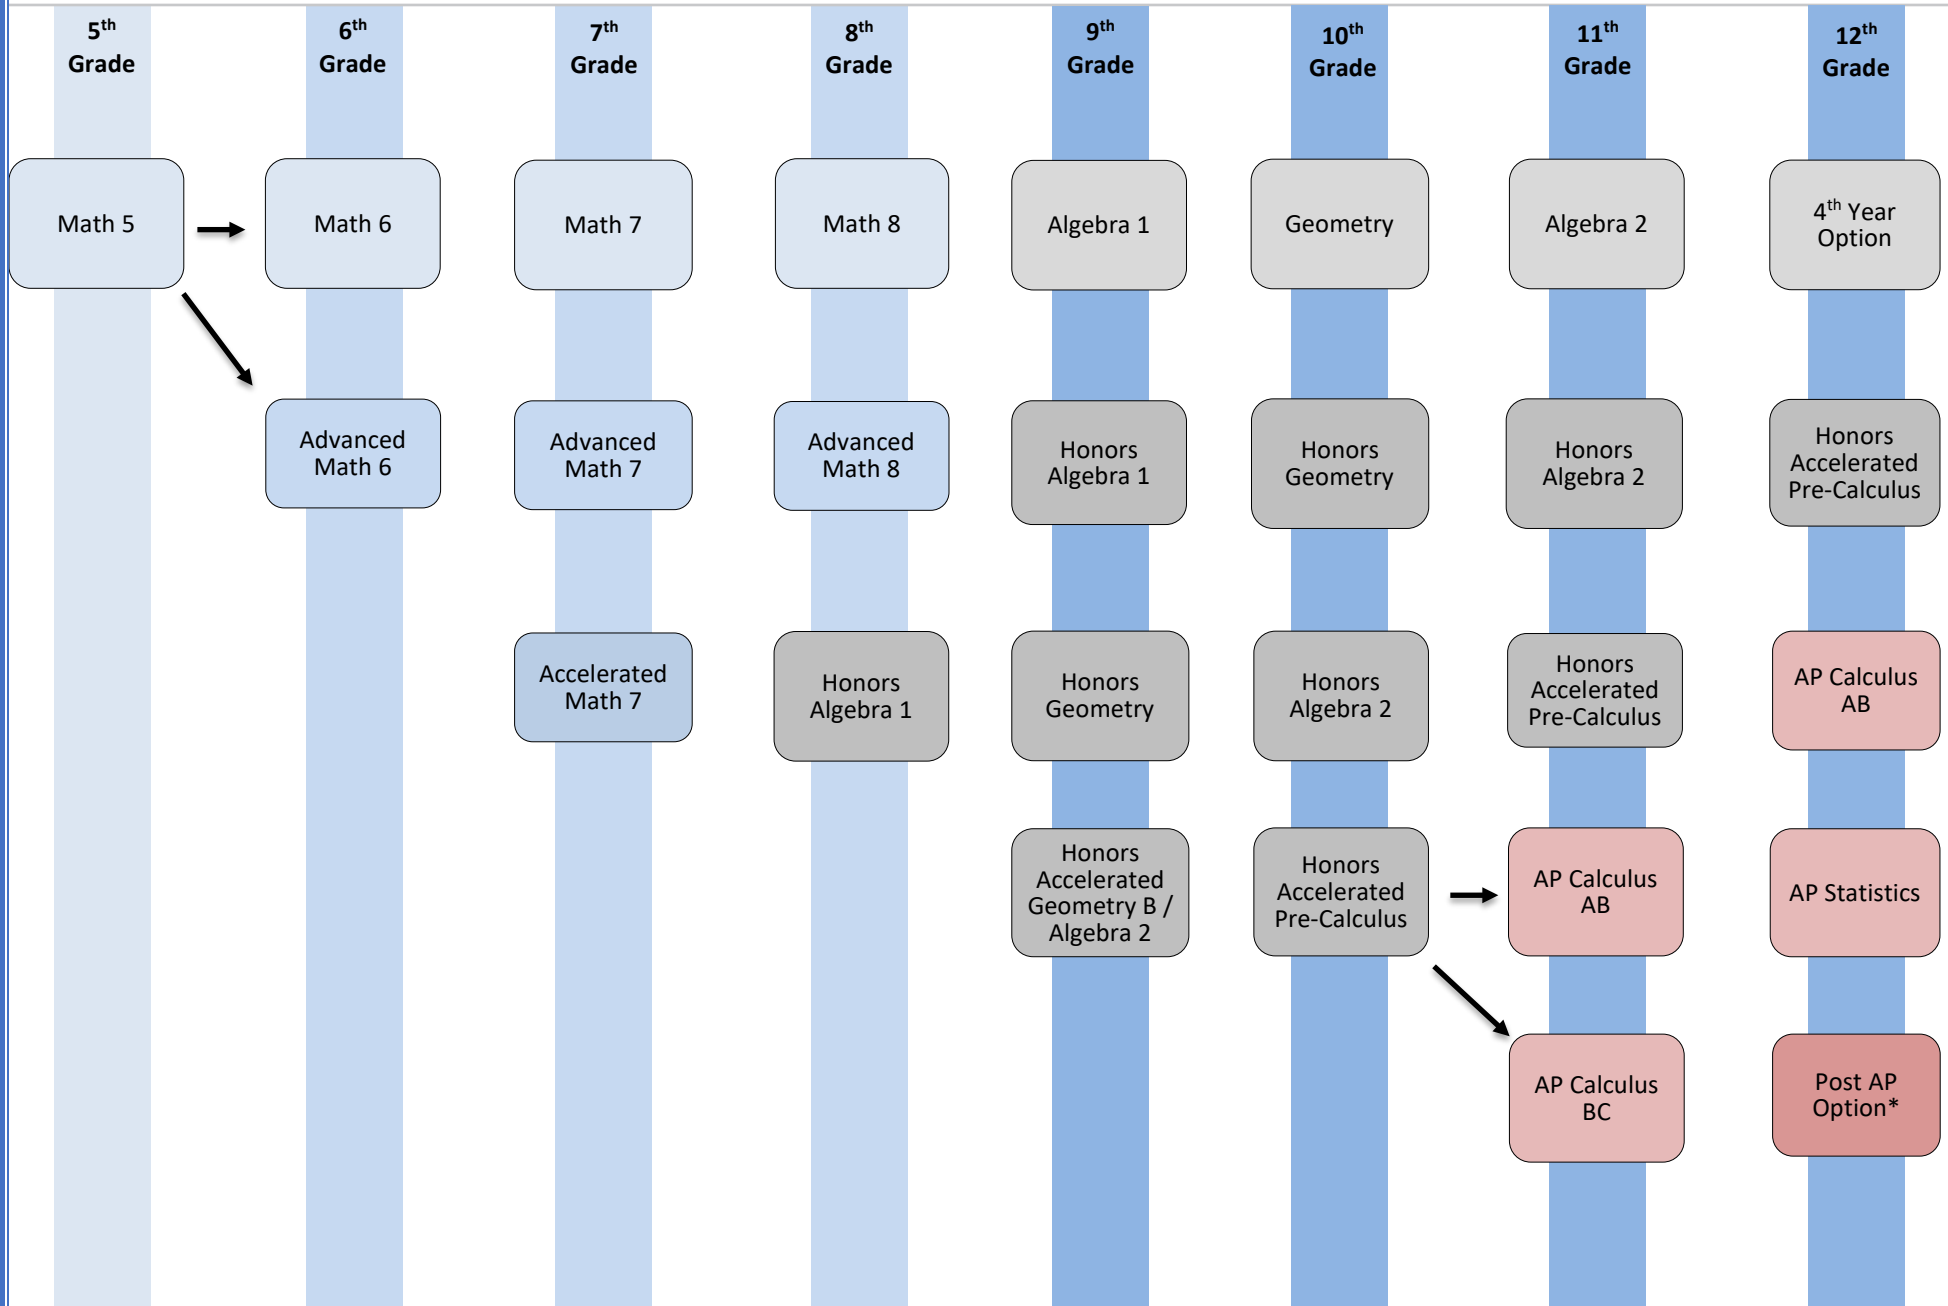 5th
Grade
6th
Grade
7th
Grade
8th
Grade
9th
Grade
10th
Grade
11th
Grade
12th
Grade
Math 5
Math 6
Math 7
Math 8
Algebra 1
Geometry
Algebra 2
4th Year
Option
Advanced
Math 6
Advanced
Math 7
Advanced
Math 8
Honors
Algebra 1
Honors
Geometry
Honors
Algebra 2
Honors
Accelerated
Pre-Calculus
Accelerated
Math 7
Honors
Algebra 1
Honors
Geometry
Honors
Algebra 2
Honors
Accelerated
Pre-Calculus
AP Calculus
AB
Honors
Accelerated
Geometry B /
Algebra 2
Honors
Accelerated
Pre-Calculus
AP Calculus
AB
AP Statistics
AP Calculus
BC
Post AP
Option*